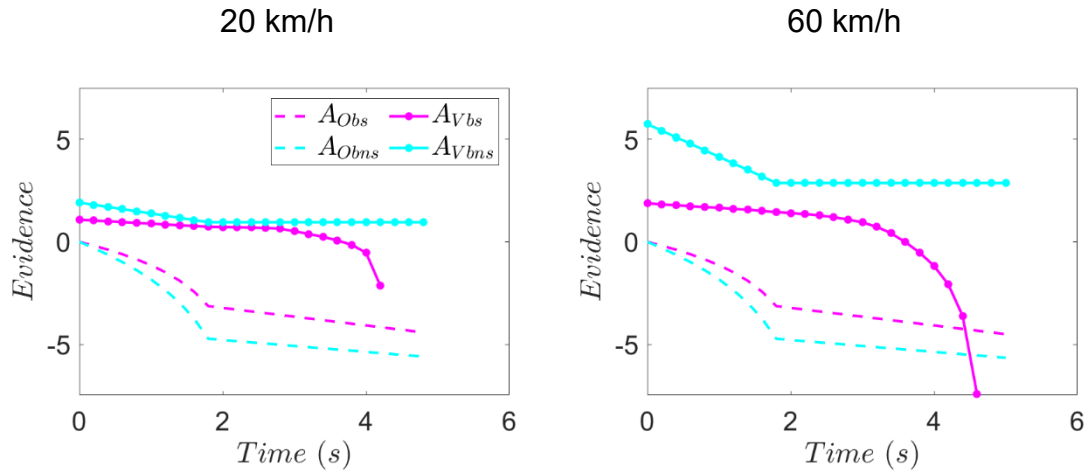 20 km/h
60 km/h
5
0
-5
0
2
4
6
Evidence
Time (s)
A_Obs
A_Vbs
A_Obns
A_Vbns
5
0
-5
0
2
4
6
Evidence
Time (s)